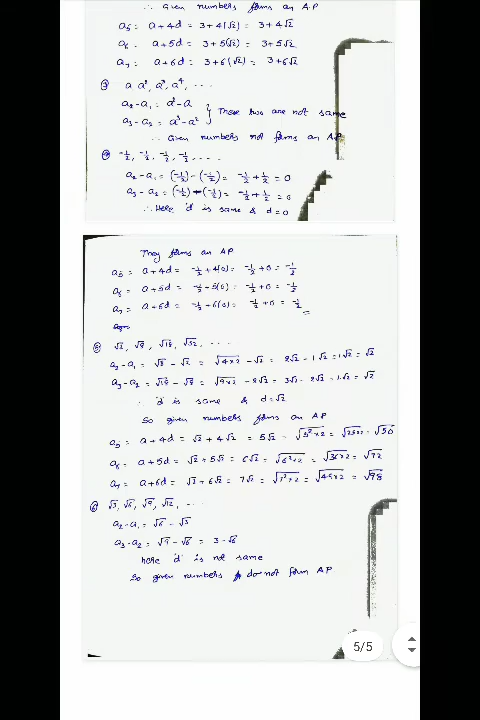 ∴ Given numbers forms an A.P
a₅ = a+4d = 3+4(√2) = 3+4√2
a₆ = a+5d = 3+5(√2) = 3+5√2
a₇ = a+6d = 3+6(√2) = 3+6√2
a, a², a³, a⁴, ....
a₂-a₁ = a²-a
a₃-a₂ = a³-a² } These two are not same
∴ Given numbers not forms an A.P
-1/2, -1/2, -1/2, -1/2, ....
a₂-a₁ = (-1/2) - (-1/2) = -1/2 + 1/2 = 0
a₃-a₂ = (-1/2) - (-1/2) = -1/2 + 1/2 = 0
∴ Here 'd' is same & d=0
They forms an A.P
a₅ = a+4d = -1/2 + 4(0) = -1/2 + 0 = -1/2
a₆ = a+5d = -1/2 + 5(0) = -1/2 + 0 = -1/2
a₇ = a+6d = -1/2 + 6(0) = -1/2 + 0 = -1/2
√2, √8, √18, √32, ....
a₂-a₁ = √8 - √2 = √4×2 - √2 = 2√2 - 1√2 = 1√2 = √2
a₃-a₂ = √18 - √8 = √9×2 - 2√2 = 3√2 - 2√2 = 1√2 = √2
∴ 'd' is same & d=√2
So given numbers forms an AP
a₅ = a+4d = √2+4√2 = 5√2 = √5²×2 = √25×2 = √50
a₆ = a+5d = √2+5√2 = 6√2 = √6²×2 = √36×2 = √72
a₇ = a+6d = √2+6√2 = 7√2 = √7²×2 = √49×2 = √98
√3, √6, √9, √12, ....
a₂-a₁ = √6 - √3
a₃-a₂ = √9 - √6 = 3-√6
here 'd' is not same
So given numbers do not form AP
5/5